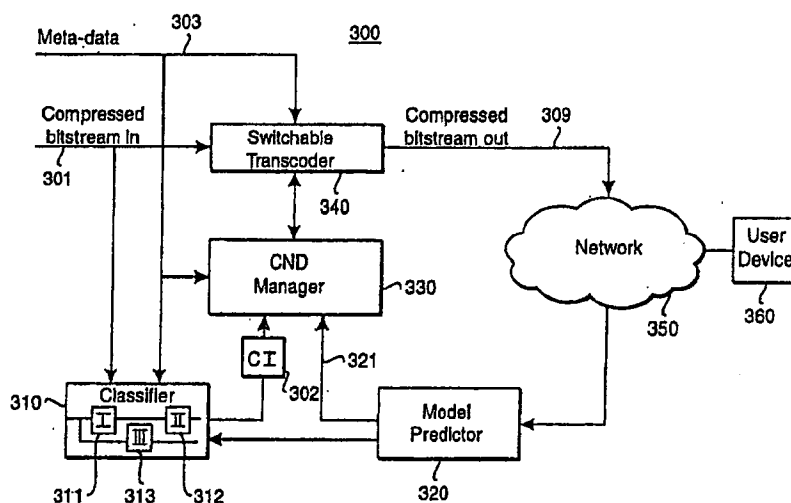 303
300
Meta-data
Compressed
bitstream in
301
Switchable
Transcoder
340
Compressed
bitstream out
309
Network
350
User
Device
360
CND
Manager
330
CI
302
321
310
Classifier
I
II
III
311
313
312
Model
Predictor
320